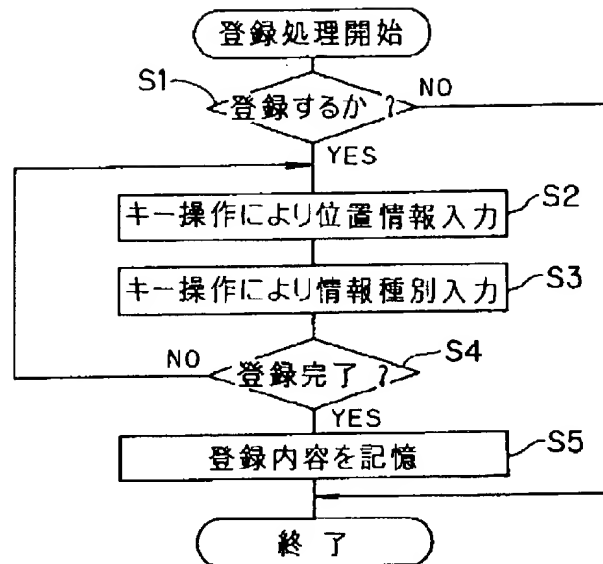 登録処理開始
S1
登録するか?
NO
YES
キー操作により位置情報入力
S2
キー操作により情報種別入力
S3
NO
登録完了?
S4
YES
登録内容を記憶
S5
終了